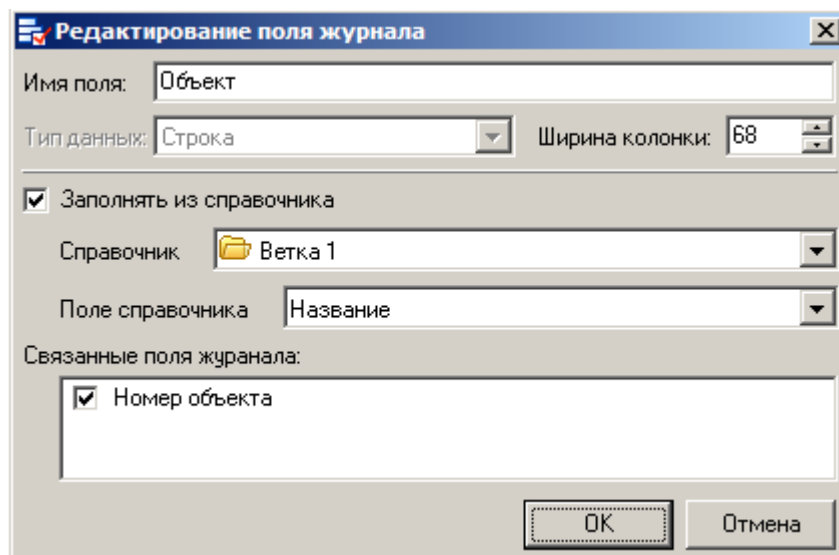 Редактирование поля журнала
Имя поля: Объект
Тип данных: Строка Ширина колонки: 68
Заполнять из справочника
Справочник Ветка 1
Поле справочника Название
Связанные поля журанала:
Номер объекта
OK Отмена